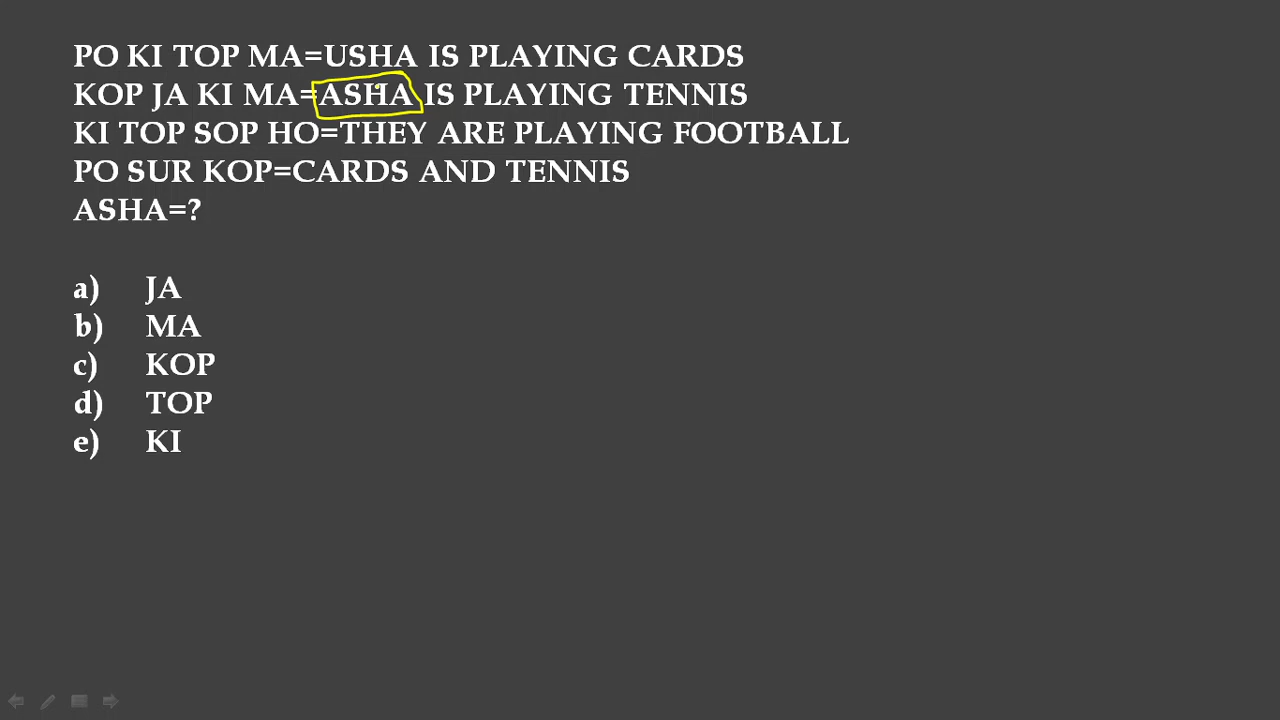 PO KI TOP MA=USHA IS PLAYING CARDS
KOP JA KI MA=ASHA IS PLAYING TENNIS
KI TOP SOP HO=THEY ARE PLAYING FOOTBALL
PO SUR KOP=CARDS AND TENNIS
ASHA=?
a) JA
b) MA
c) KOP
d) TOP
e) KI